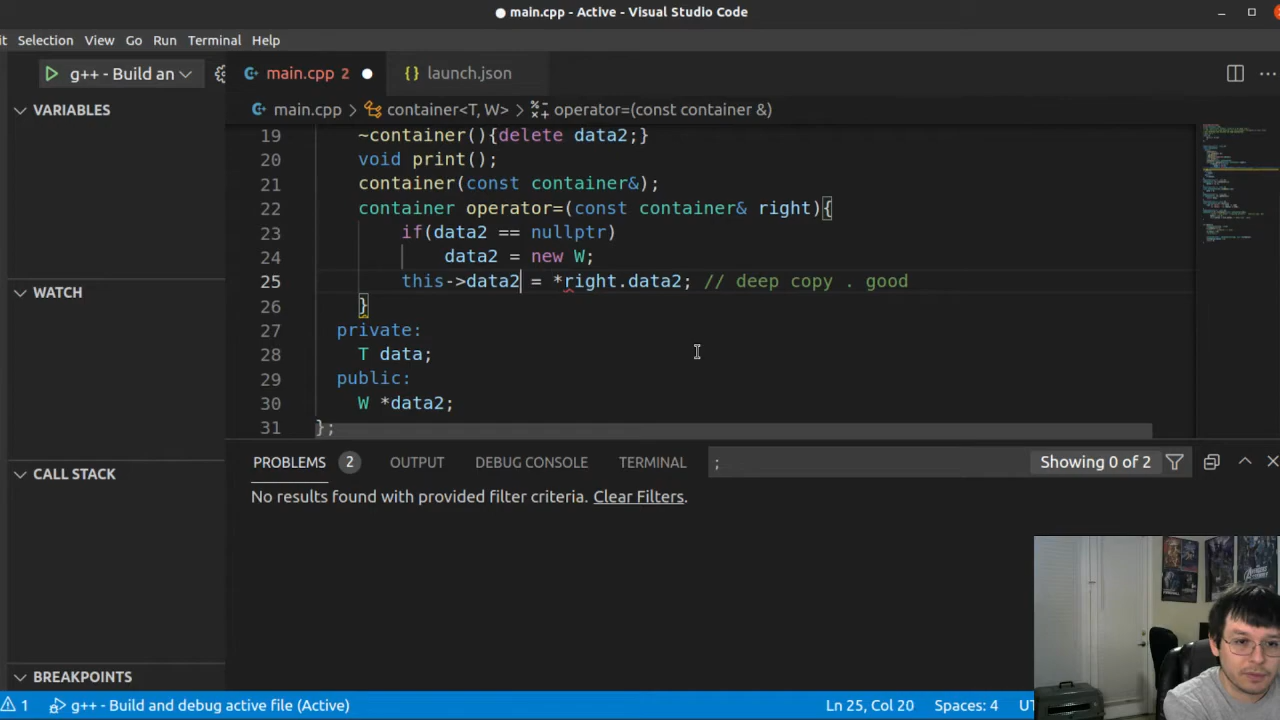 main.cpp - Active - Visual Studio Code
it Selection View Go Run Terminal Help
g++ - Build an main.cpp 2 {} launch.json
VARIABLES
main.cpp > container<T, W> > operator=(const container &)
19 ~container(){delete data2;}
20 void print();
21 container(const container&);
22 container operator=(const container& right){
23 if(data2 == nullptr)
24 data2 = new W;
25 this->data2 = *right.data2; // deep copy . good
26 }
27 private:
28 T data;
29 public:
30 W *data2;
31 };
WATCH
CALL STACK
BREAKPOINTS
PROBLEMS 2 OUTPUT DEBUG CONSOLE TERMINAL ; Showing 0 of 2
No results found with provided filter criteria. Clear Filters.
1 g++ - Build and debug active file (Active) Ln 25, Col 20 Spaces: 4